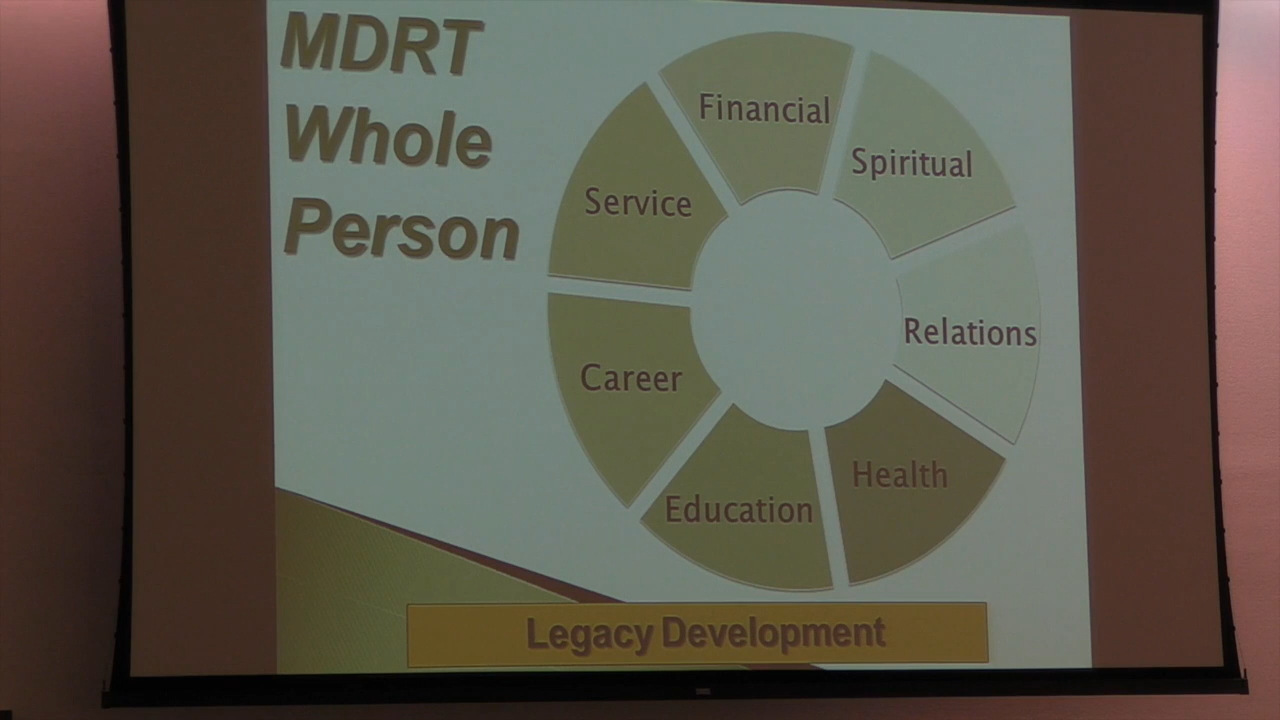 MDRT
Whole
Person
Financial
Spiritual
Relations
Health
Education
Career
Service
Legacy Development